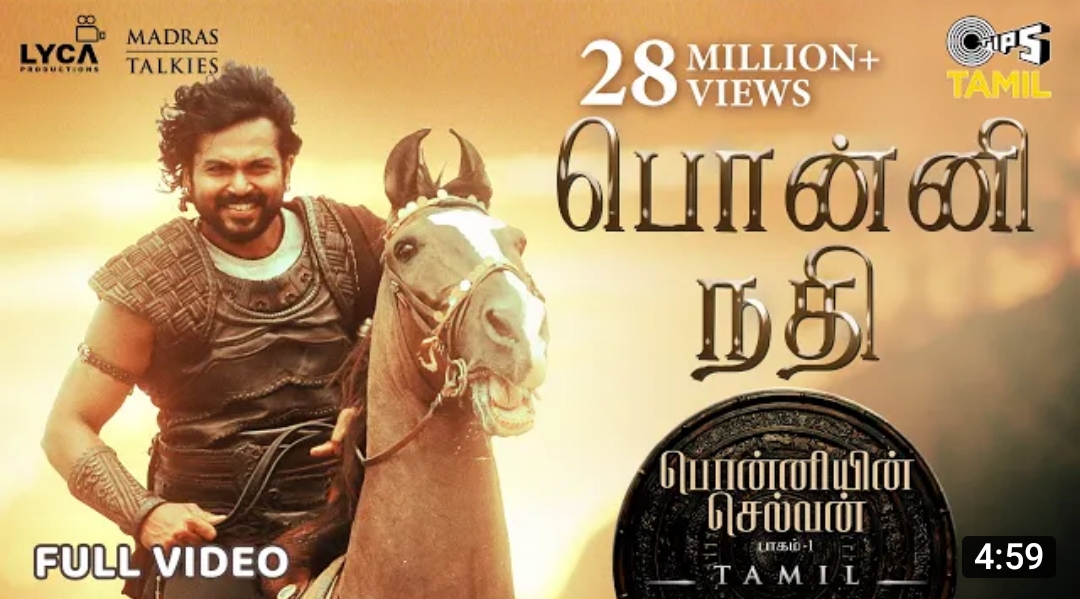 LYCA
PRODUCTIONS
MADRAS
TALKIES
28 MILLION+
VIEWS
TIPS
TAMIL
பொன்னி
நதி
பொன்னியின்
செல்வன்
பாகம்-1
TAMIL
FULL VIDEO
4:59